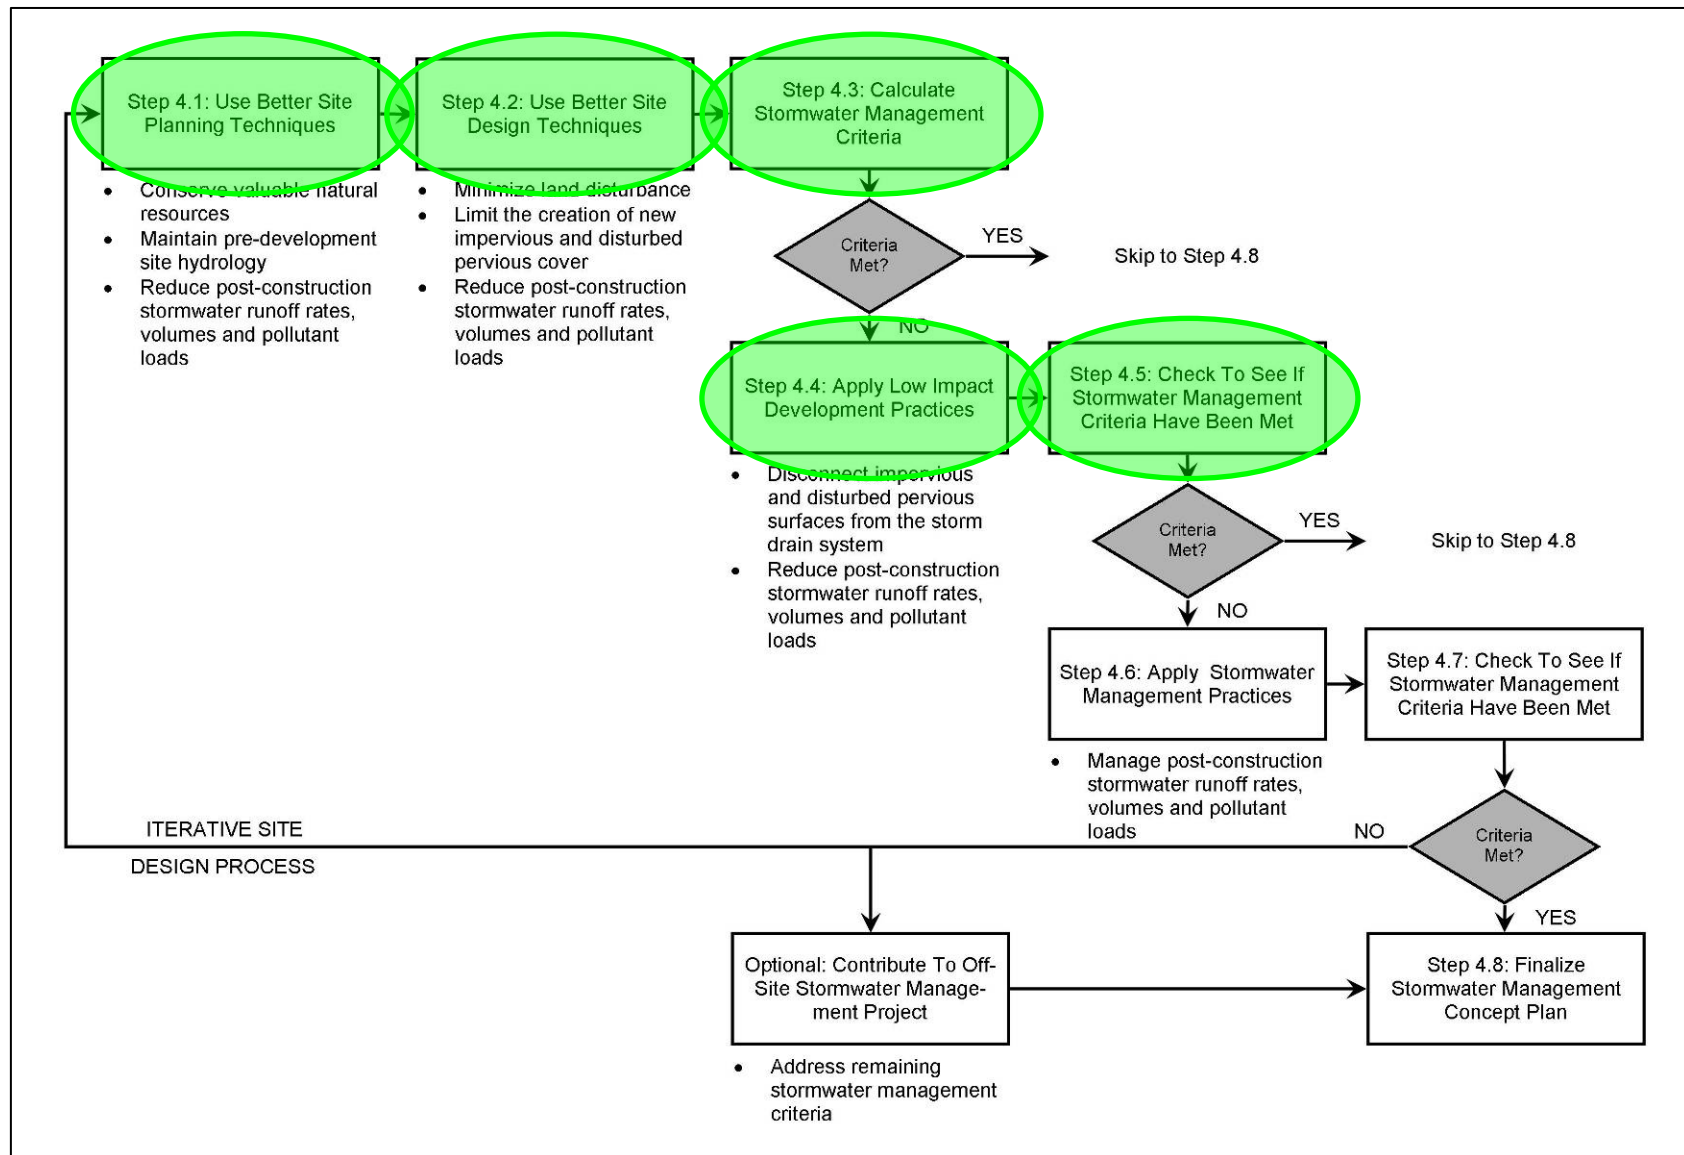 Step 4.1: Use Better Site
Planning Techniques
Step 4.2: Use Better Site
Design Techniques
Step 4.3: Calculate
Stormwater Management
Criteria
• Conserve valuable natural
resources
• Maintain pre-development
site hydrology
• Reduce post-construction
stormwater runoff rates,
volumes and pollutant
loads
• Minimize land disturbance
• Limit the creation of new
impervious and disturbed
pervious cover
• Reduce post-construction
stormwater runoff rates,
volumes and pollutant
loads
Criteria
Met?
YES
Skip to Step 4.8
NO
Step 4.4: Apply Low Impact
Development Practices
Step 4.5: Check To See If
Stormwater Management
Criteria Have Been Met
• Disconnect impervious
and disturbed pervious
surfaces from the storm
drain system
• Reduce post-construction
stormwater runoff rates,
volumes and pollutant
loads
Criteria
Met?
YES
Skip to Step 4.8
NO
Step 4.6: Apply Stormwater
Management Practices
Step 4.7: Check To See If
Stormwater Management
Criteria Have Been Met
• Manage post-construction
stormwater runoff rates,
volumes and pollutant
loads
ITERATIVE SITE
DESIGN PROCESS
NO
Criteria
Met?
YES
Optional: Contribute To Off-
Site Stormwater Manage-
ment Project
Step 4.8: Finalize
Stormwater Management
Concept Plan
• Address remaining
stormwater management
criteria